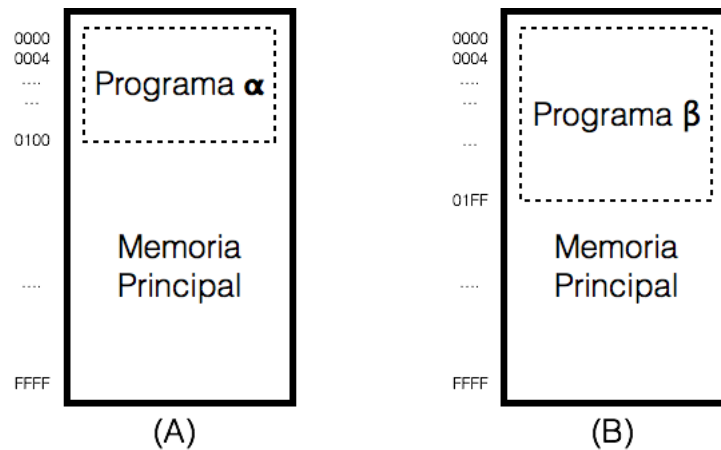 0000
0004
....
...
0100
....
FFFF
Programa α
Memoria
Principal
(A)
0000
0004
....
...
...
01FF
....
FFFF
Programa β
Memoria
Principal
(B)